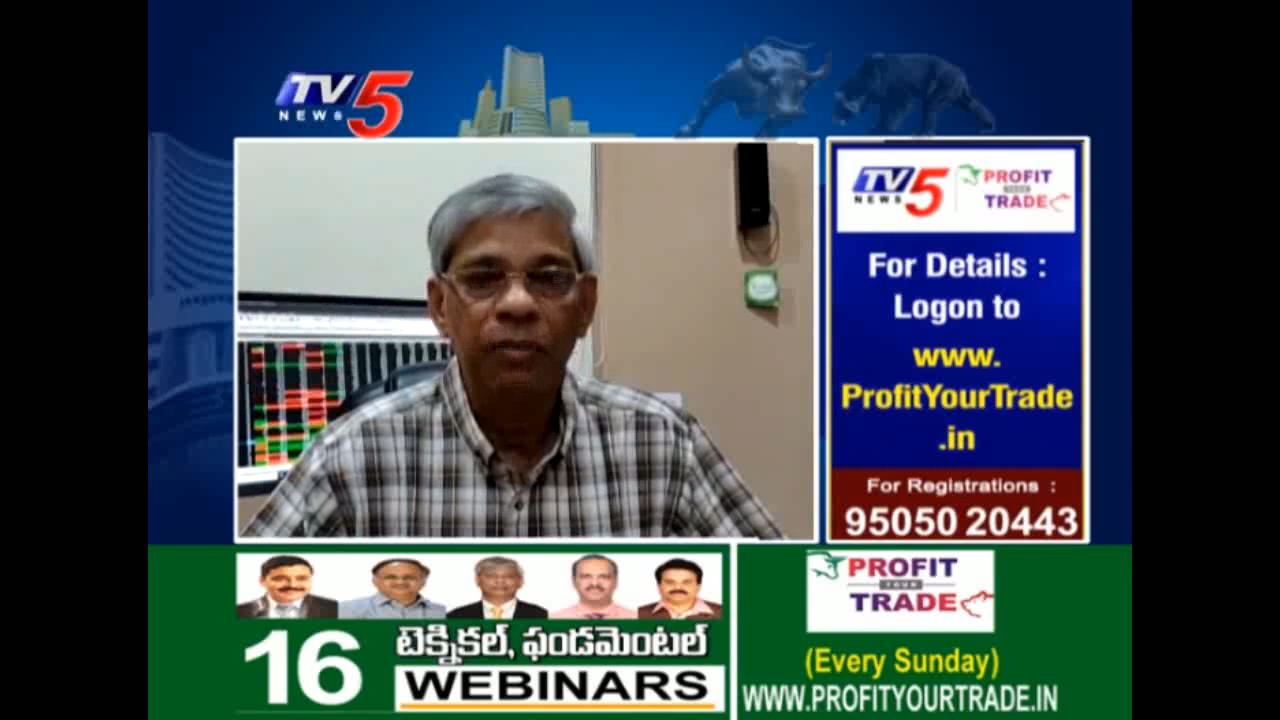 TV5
NEWS
TV5
NEWS
PROFIT
YOUR
TRADE
For Details :
Logon to
www.
ProfitYourTrade
.in
For Registrations :
95050 20443
16
టెక్నికల్, ఫండమెంటల్
WEBINARS
PROFIT
YOUR
TRADE
(Every Sunday)
WWW.PROFITYOURTRADE.IN